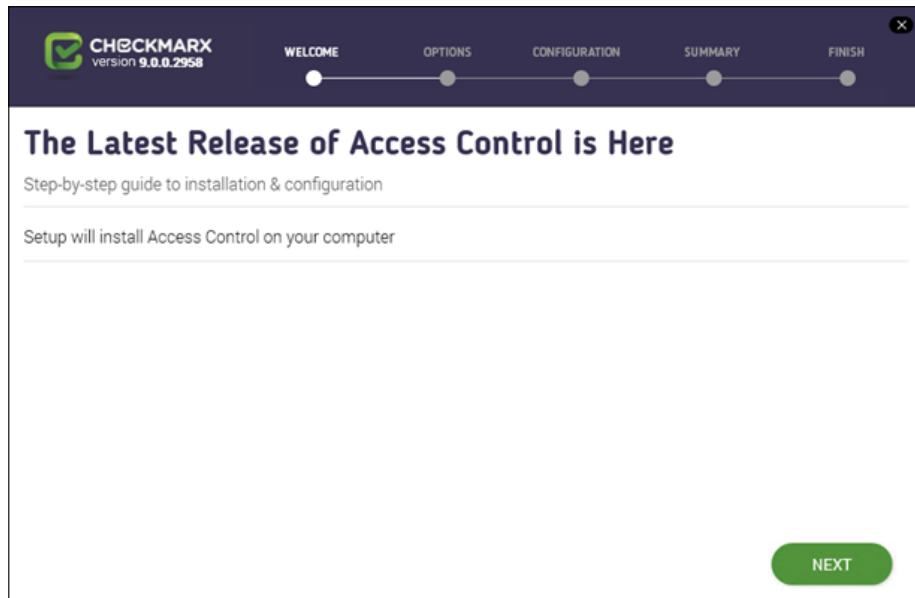 CHECKMARX
version 9.0.0.2958
WELCOME OPTIONS CONFIGURATION SUMMARY FINISH
The Latest Release of Access Control is Here
Step-by-step guide to installation & configuration
Setup will install Access Control on your computer
NEXT